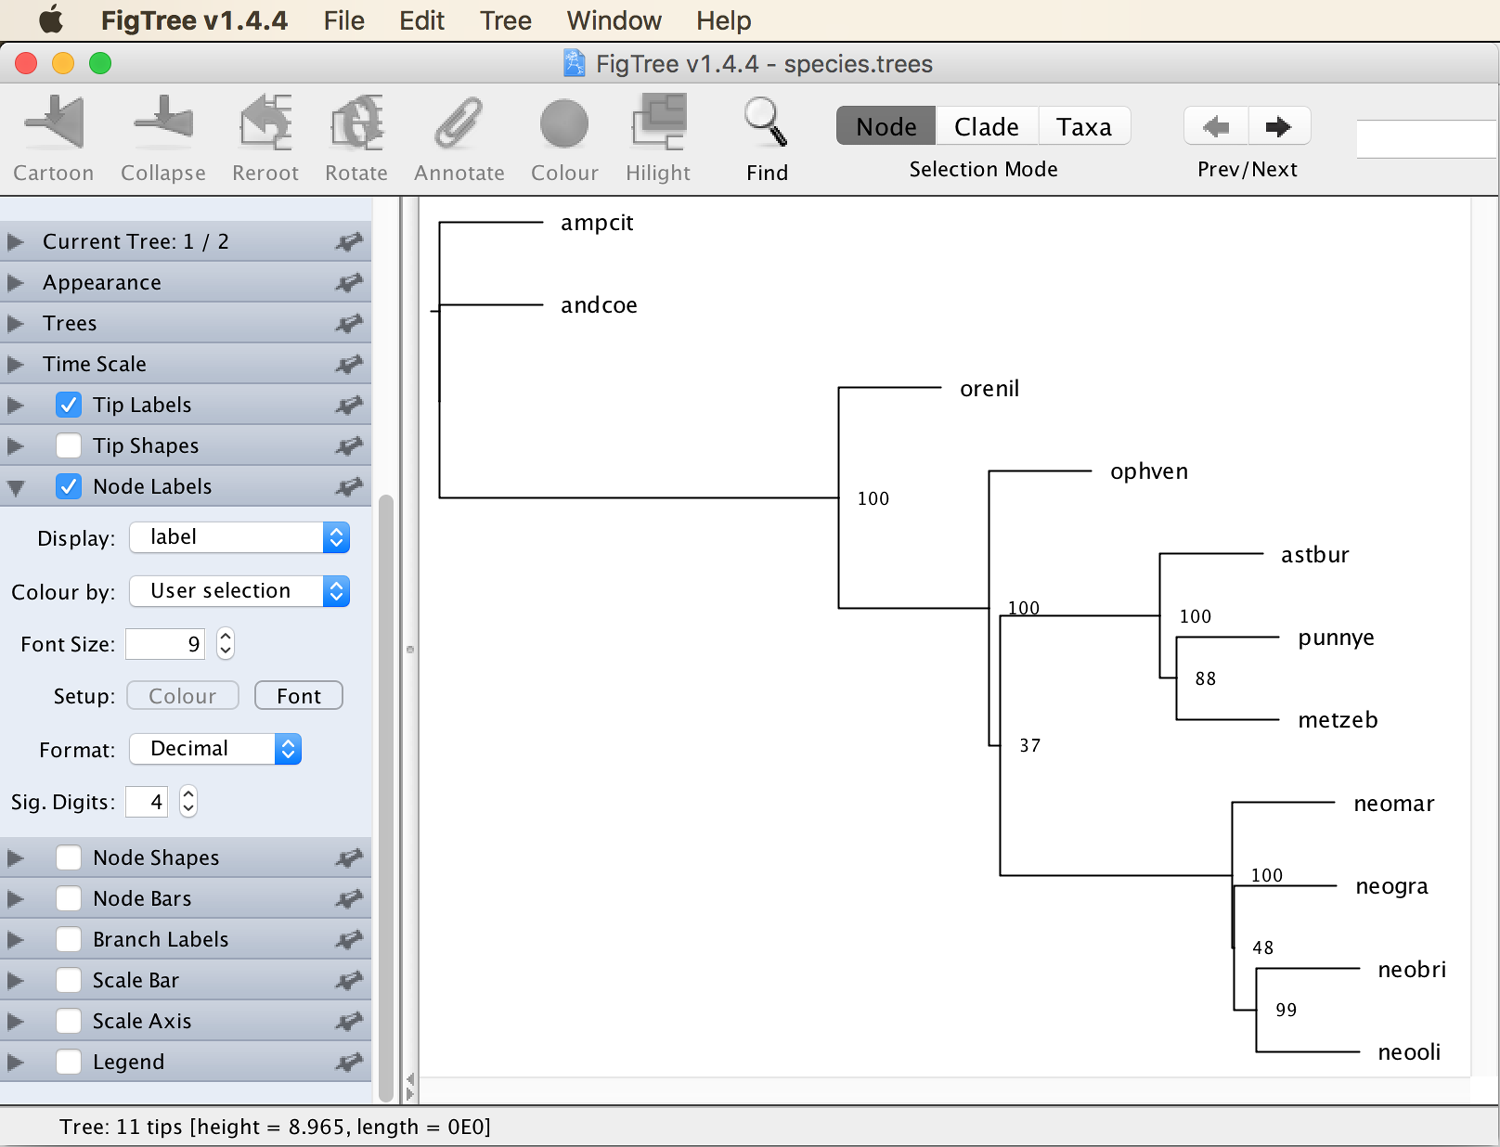 FigTree v1.4.4 File Edit Tree Window Help
FigTree v1.4.4 - species.trees
Node Clade Taxa
Cartoon Collapse Reroot Rotate Annotate Colour Hilight Find Selection Mode Prev/Next
Current Tree: 1 / 2
Appearance
Trees
Time Scale
Tip Labels
Tip Shapes
Node Labels
Display: label
Colour by: User selection
Font Size: 9
Setup: Colour Font
Format: Decimal
Sig. Digits: 4
Node Shapes
Node Bars
Branch Labels
Scale Bar
Scale Axis
Legend
ampcit
andcoe
orenil
ophven
100
astbur
100
100
punnye
88
metzeb
37
neomar
100
neogra
48
neobri
99
neooli
Tree: 11 tips [height = 8.965, length = 0E0]